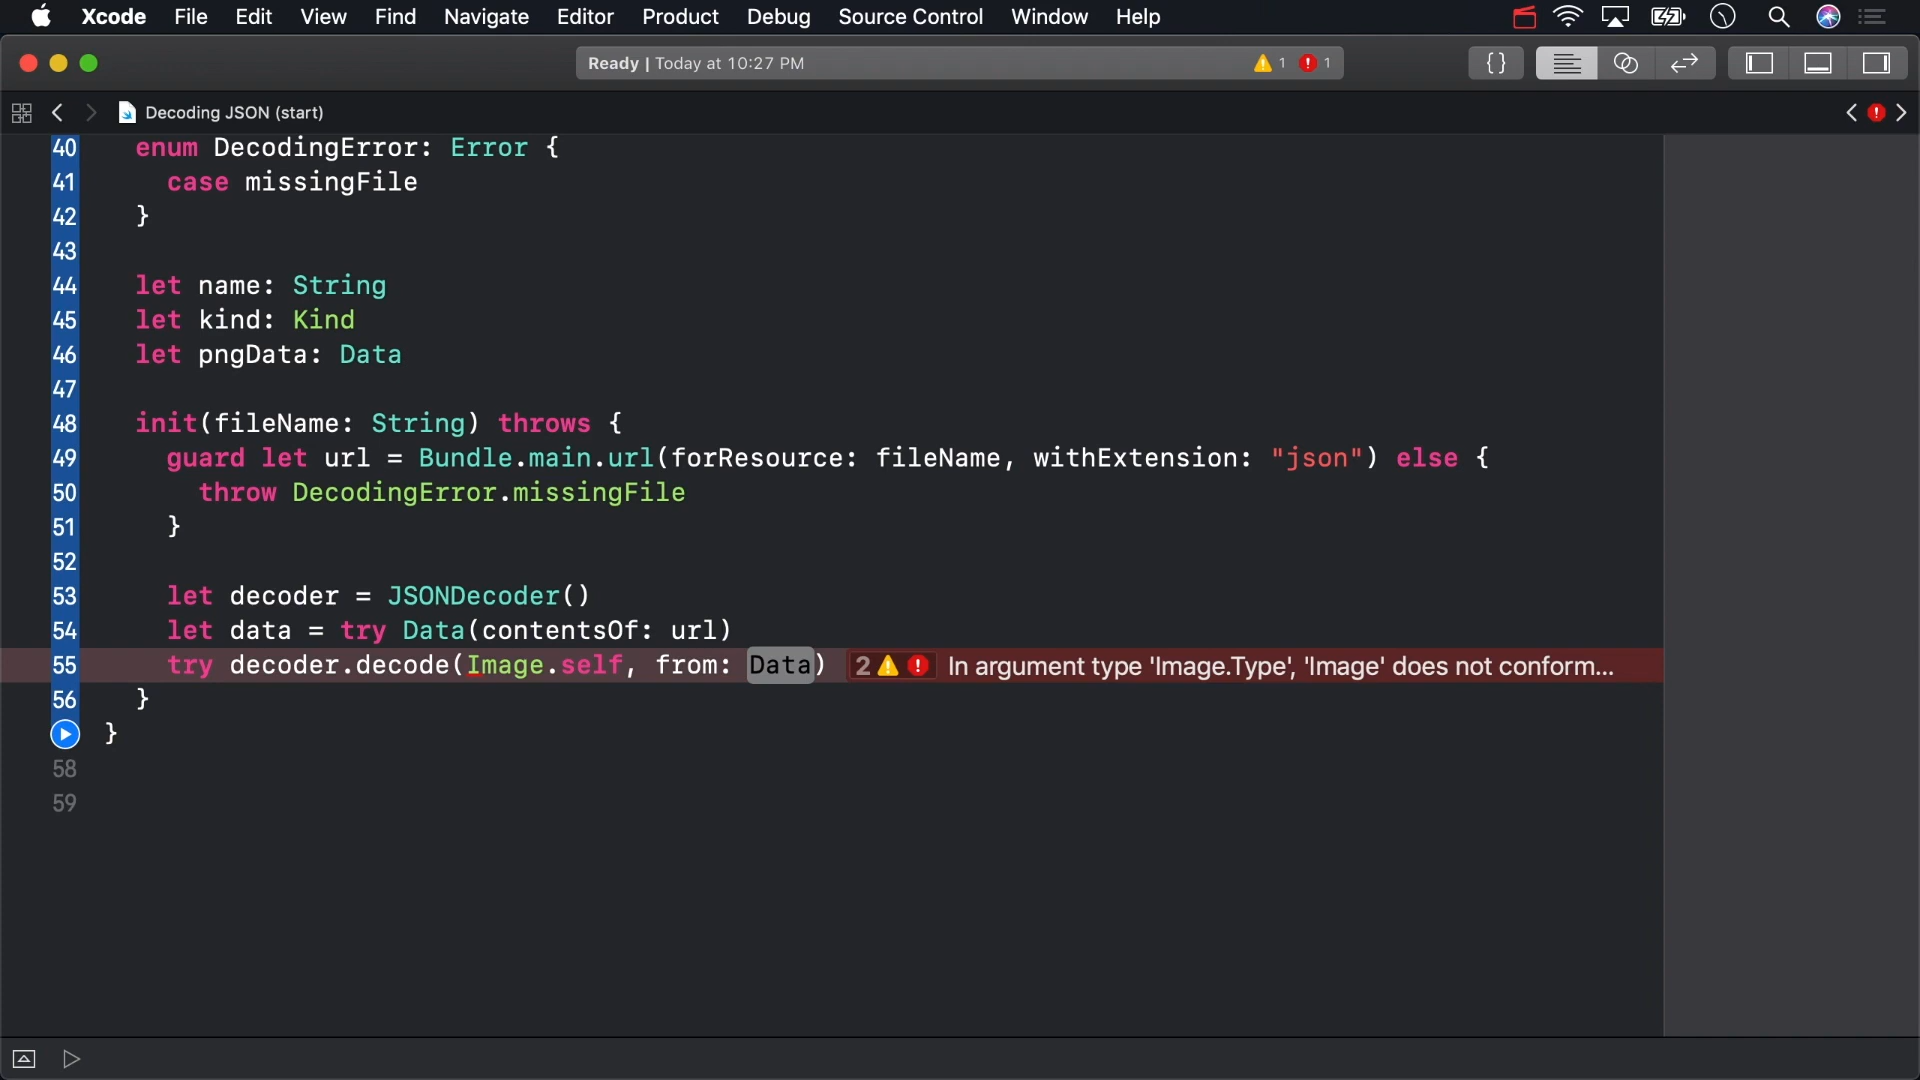 Xcode File Edit View Find Navigate Editor Product Debug Source Control Window Help
Ready | Today at 10:27 PM 1 1
Decoding JSON (start)
40 enum DecodingError: Error {
41 case missingFile
42 }
43
44 let name: String
45 let kind: Kind
46 let pngData: Data
47
48 init(fileName: String) throws {
49 guard let url = Bundle.main.url(forResource: fileName, withExtension: "json") else {
50 throw DecodingError.missingFile
51 }
52
53 let decoder = JSONDecoder()
54 let data = try Data(contentsOf: url)
55 try decoder.decode(Image.self, from: Data) 2 In argument type 'Image.Type', 'Image' does not conform...
56 }
}
58
59